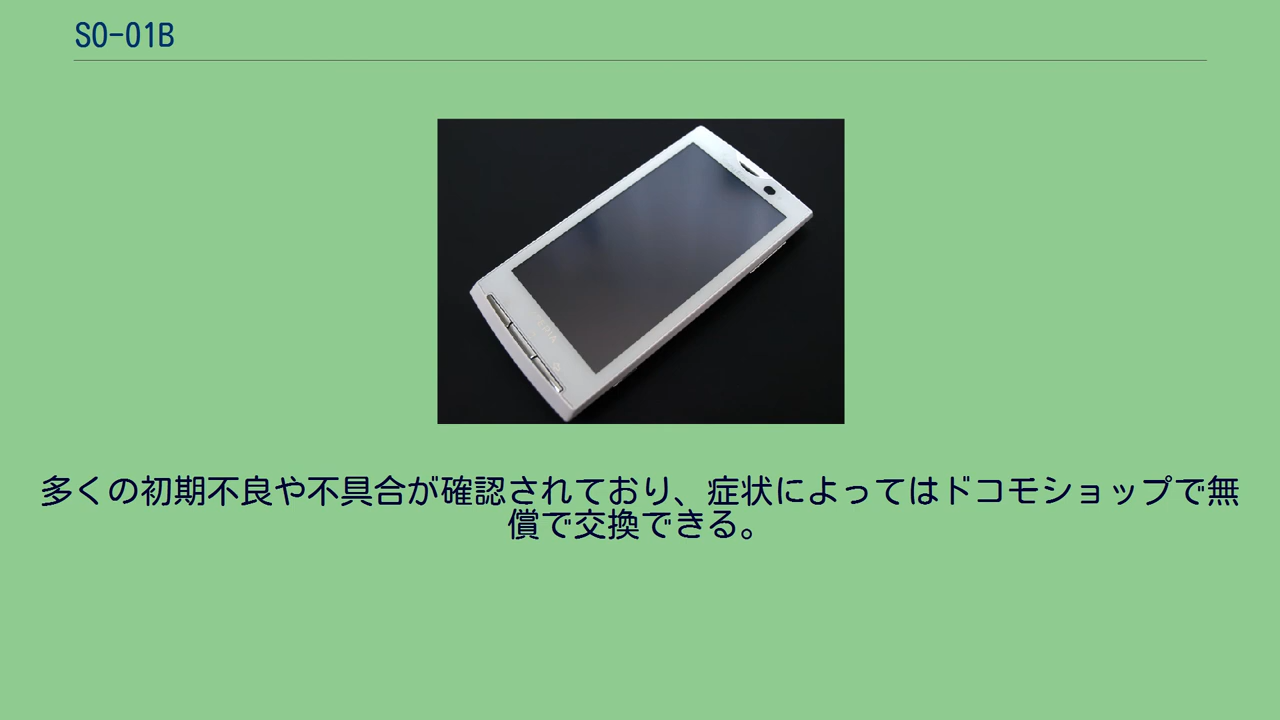 SO-01B
多くの初期不良や不具合が確認されており、症状によってはドコモショップで無
償で交換できる。